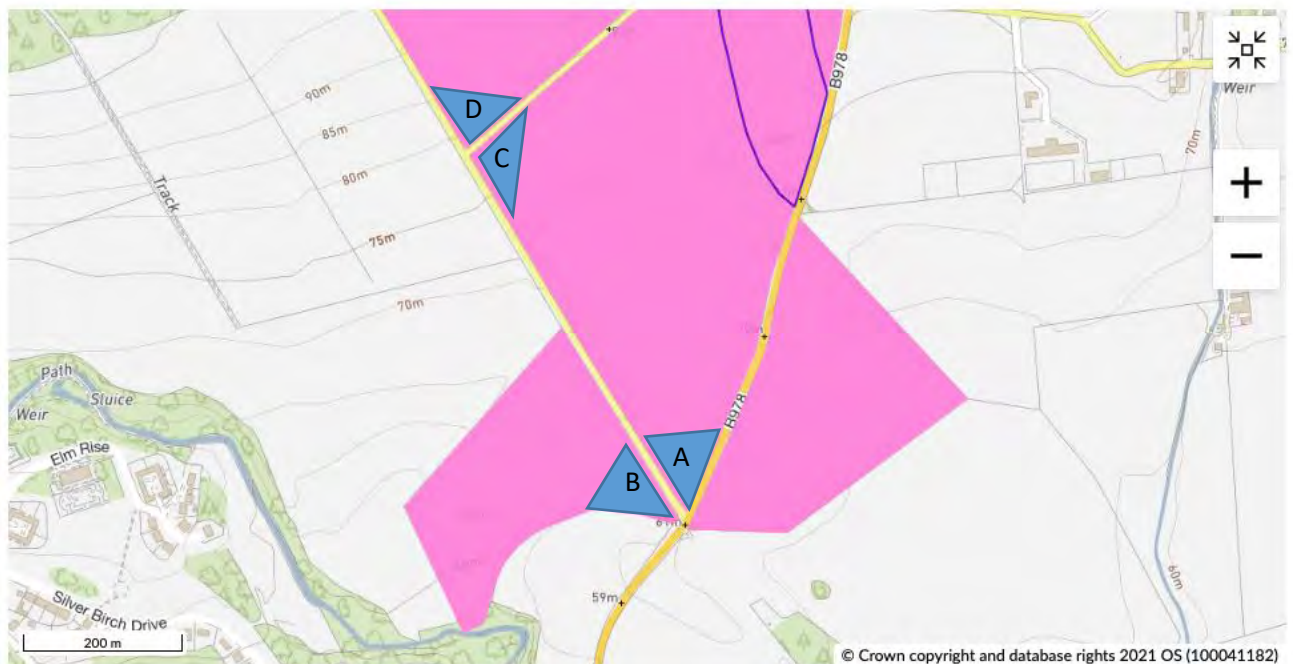 B978
Weir
90m
D
85m
70m
C
80m
Track
75m
70m
Path
Sluice
Weir
B978
Elm Rise
A
B
60m
59m
Silver Birch Drive
200 m
© Crown copyright and database rights 2021 OS (100041182)
+
−